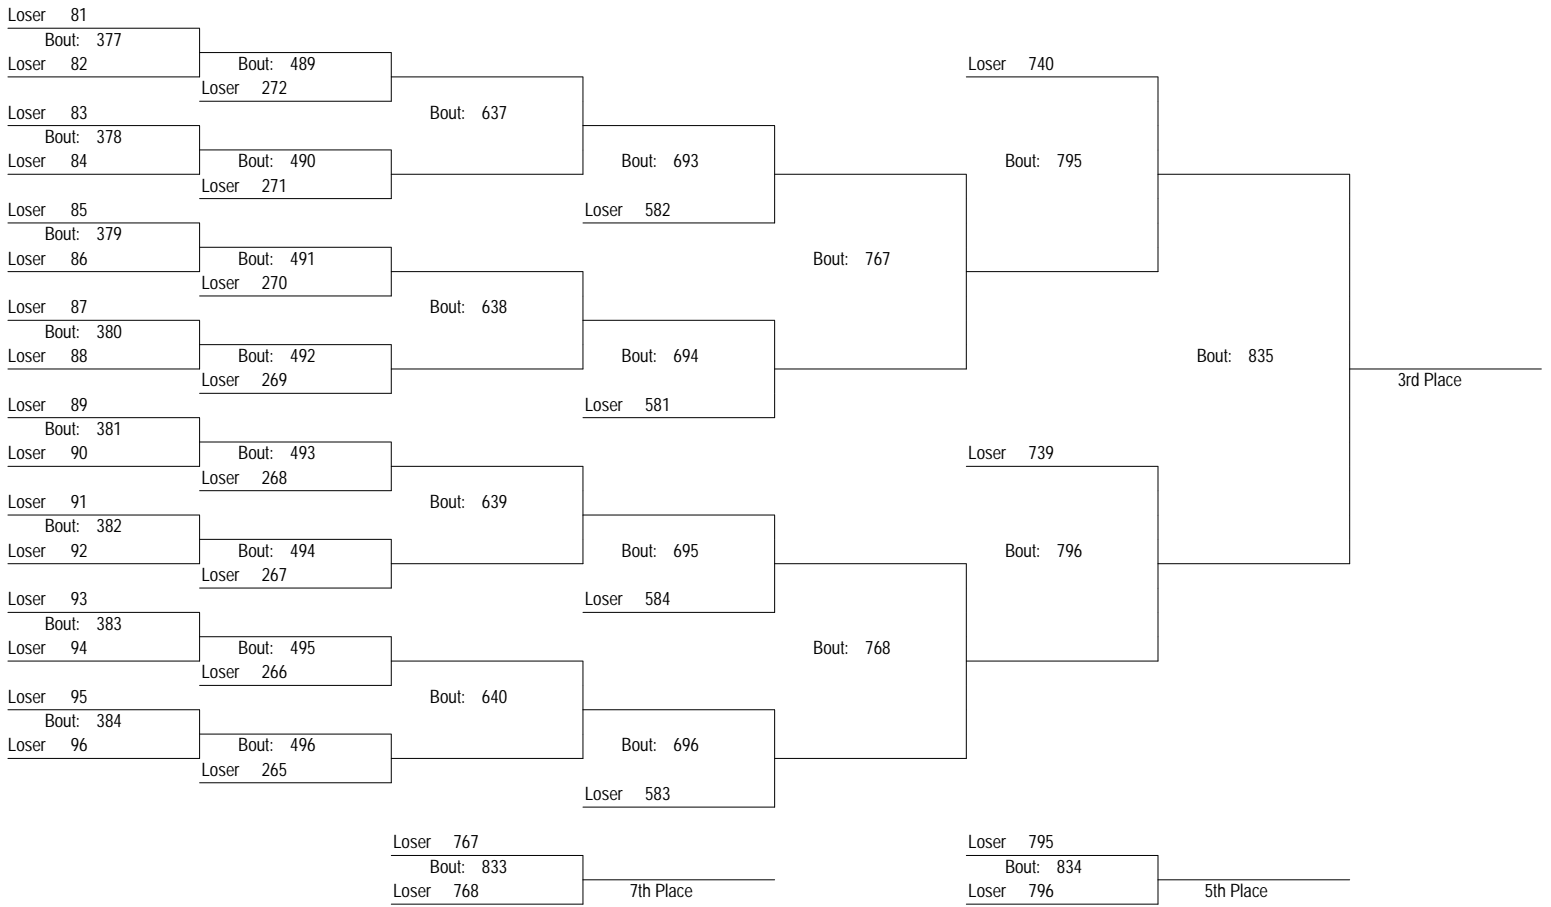 Loser 81
Bout: 377
Loser 82
Bout: 489
Loser 740
Loser 272
Loser 83
Bout: 637
Bout: 378
Loser 84
Bout: 490
Bout: 693
Bout: 795
Loser 271
Loser 85
Loser 582
Bout: 379
Loser 86
Bout: 491
Bout: 767
Loser 270
Loser 87
Bout: 638
Bout: 380
Loser 88
Bout: 492
Bout: 694
Bout: 835
Loser 269
3rd Place
Loser 89
Loser 581
Bout: 381
Loser 90
Bout: 493
Loser 739
Loser 268
Loser 91
Bout: 639
Bout: 382
Loser 92
Bout: 494
Bout: 695
Bout: 796
Loser 267
Loser 93
Loser 584
Bout: 383
Loser 94
Bout: 495
Bout: 768
Loser 266
Loser 95
Bout: 640
Bout: 384
Loser 96
Bout: 496
Bout: 696
Loser 265
Loser 583
Loser 767
Loser 795
Bout: 833
Bout: 834
Loser 768
7th Place
Loser 796
5th Place